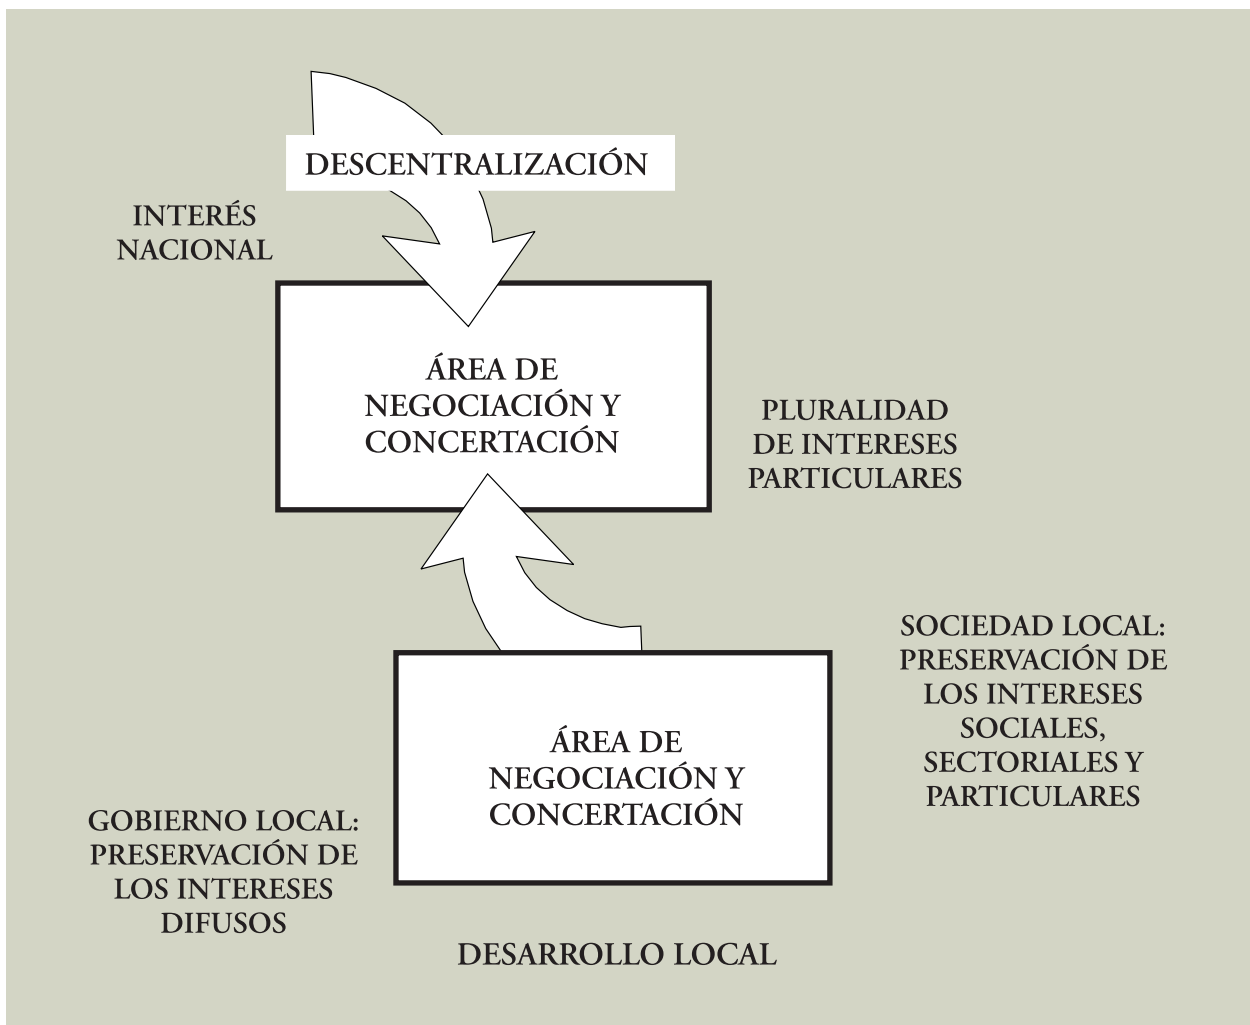 DESCENTRALIZACIÓN
INTERÉS
NACIONAL
ÁREA DE
NEGOCIACIÓN Y
CONCERTACIÓN
PLURALIDAD
DE INTERESES
PARTICULARES
SOCIEDAD LOCAL:
PRESERVACIÓN DE
LOS INTERESES
SOCIALES,
SECTORIALES Y
PARTICULARES
ÁREA DE
NEGOCIACIÓN Y
CONCERTACIÓN
GOBIERNO LOCAL:
PRESERVACIÓN DE
LOS INTERESES
DIFUSOS
DESARROLLO LOCAL